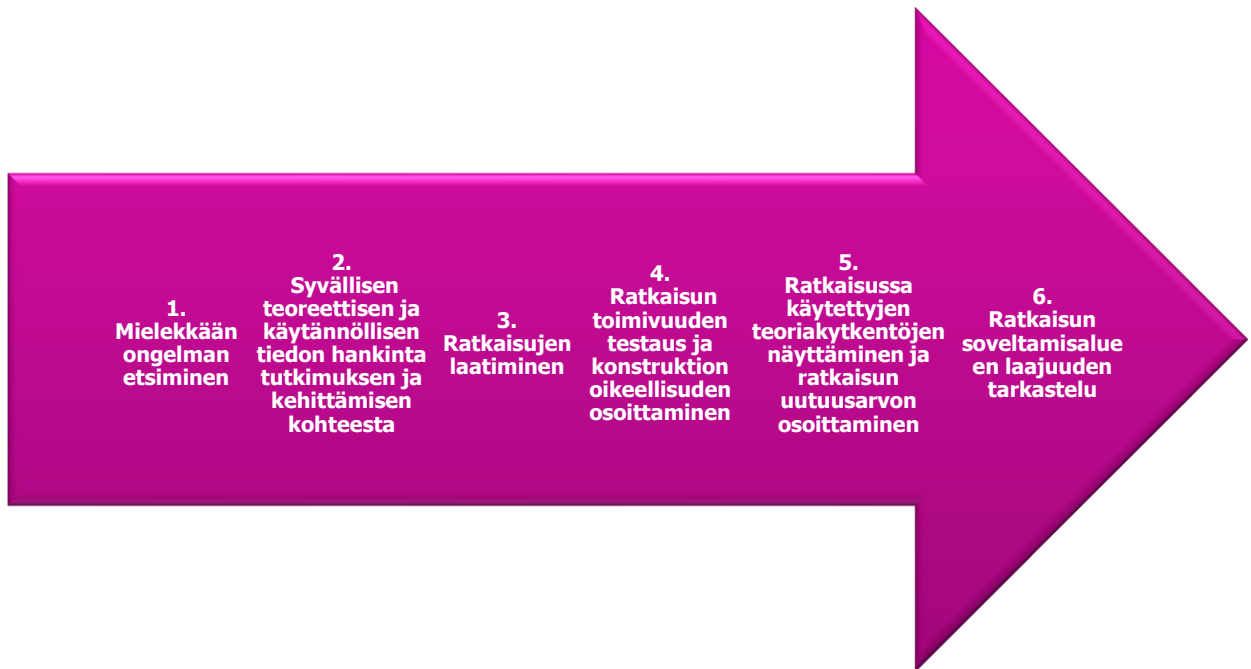 1.
Mielekkään
ongelman
etsiminen
2.
Syvällisen
teoreettisen ja
käytännöllisen
tiedon hankinta
tutkimuksen ja
kehittämisen
kohteesta
3.
Ratkaisujen
laatiminen
4.
Ratkaisun
toimivuuden
testaus ja
konstruktion
oikeellisuden
osoittaminen
5.
Ratkaisussa
käytettyjen
teoriakytkentöjen
näyttäminen ja
ratkaisun
uutuusarvon
osoittaminen
6.
Ratkaisun
soveltamisalue
en laajuuden
tarkastelu